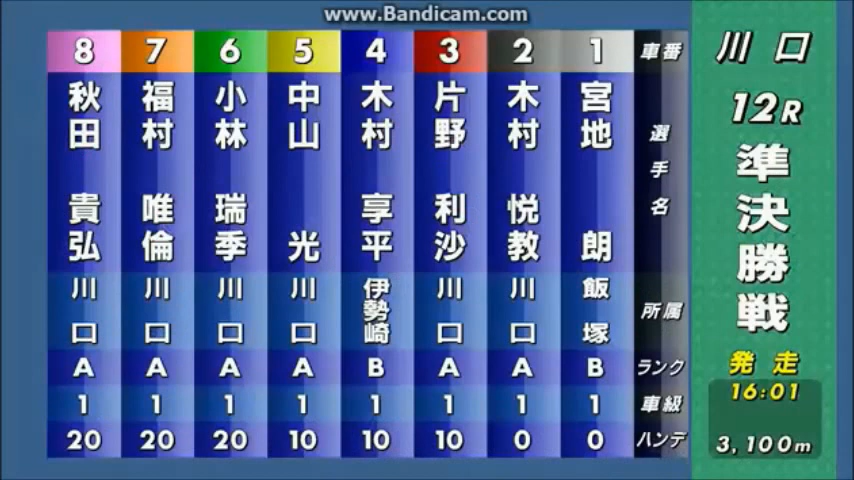 www.Bandicam.com
8 7 6 5 4 3 2 1 車番
秋田 貴弘
福村 唯倫
小林 瑞季
中山 光
木村 享平
片野 利沙
木村 悦教
宮地 朗
選手名
川口 川口 川口 川口 伊勢崎 川口 川口 飯塚 所属
A A A A B A A B ランク
1 1 1 1 1 1 1 1 車級
20 20 20 10 10 10 0 0 ハンデ
川口
12R
準決勝戦
発走
16:01
3,100m